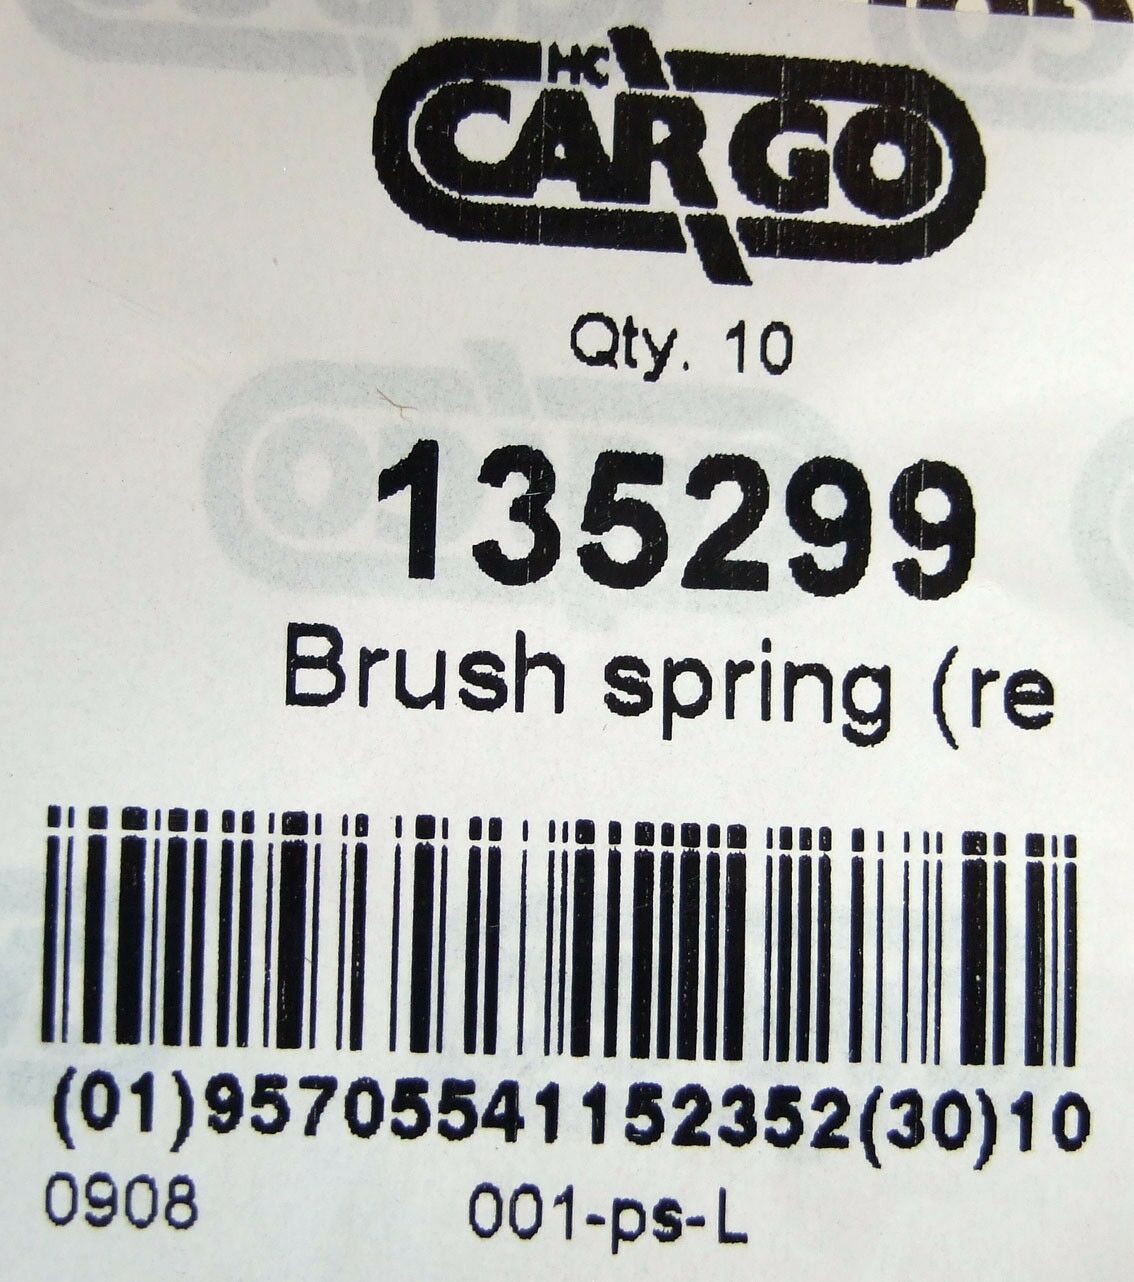 HC
CARGO
Qty. 10
135299
Brush spring (re
(01)95705541152352(30)10
0908 001-ps-L